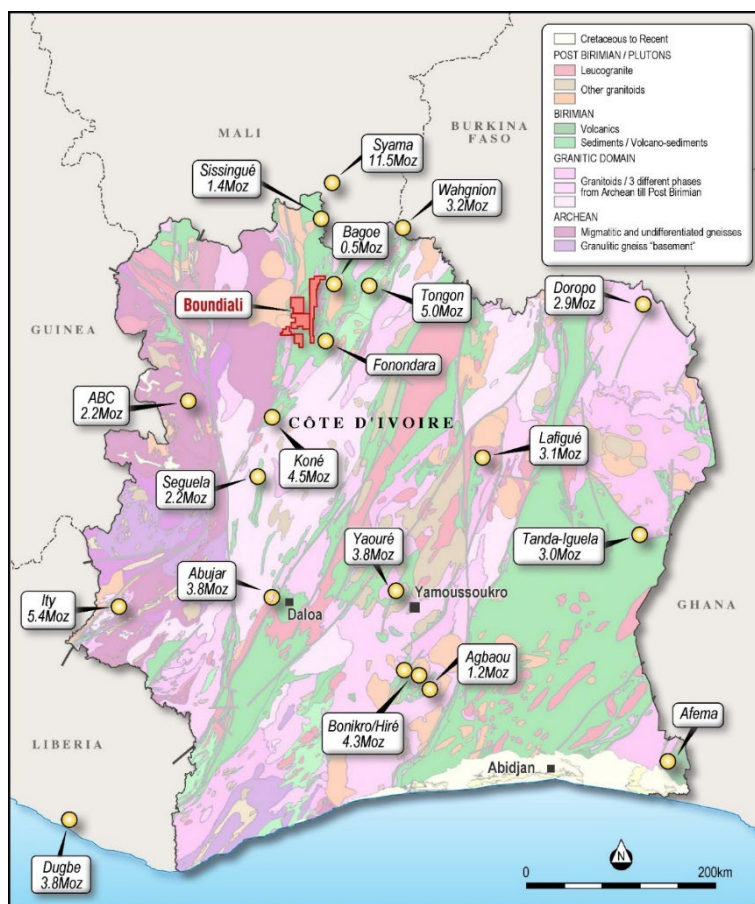 Cretaceous to Recent
POST BIRIMIAN / PLUTONS
Leucogranite
Other granitoids
BIRIMIAN
Volcanics
Sediments / Volcano-sediments
GRANITIC DOMAIN
Granitoids / 3 different phases
from Archean till Post Birimian
ARCHEAN
Migmatitic and undifferentiated gneisses
Granulitic gneiss "basement"
MALI
BURKINA
FASO
Syama
11.5Moz
Sissingué
1.4Moz
Wahgnion
3.2Moz
Bagoe
0.5Moz
Boundiali
Tongon
5.0Moz
Doropo
2.9Moz
GUINEA
Fonondara
ABC
2.2Moz
CÔTE D'IVOIRE
Koné
4.5Moz
Lafigué
3.1Moz
Seguela
2.2Moz
Yaouré
3.8Moz
Tanda-Iguela
3.0Moz
Abujar
3.8Moz
Yamoussoukro
Daloa
Ity
5.4Moz
GHANA
Agbaou
1.2Moz
Bonikro/Hiré
4.3Moz
Afema
LIBERIA
Abidjan
Dugbe
3.8Moz
N
0 200km